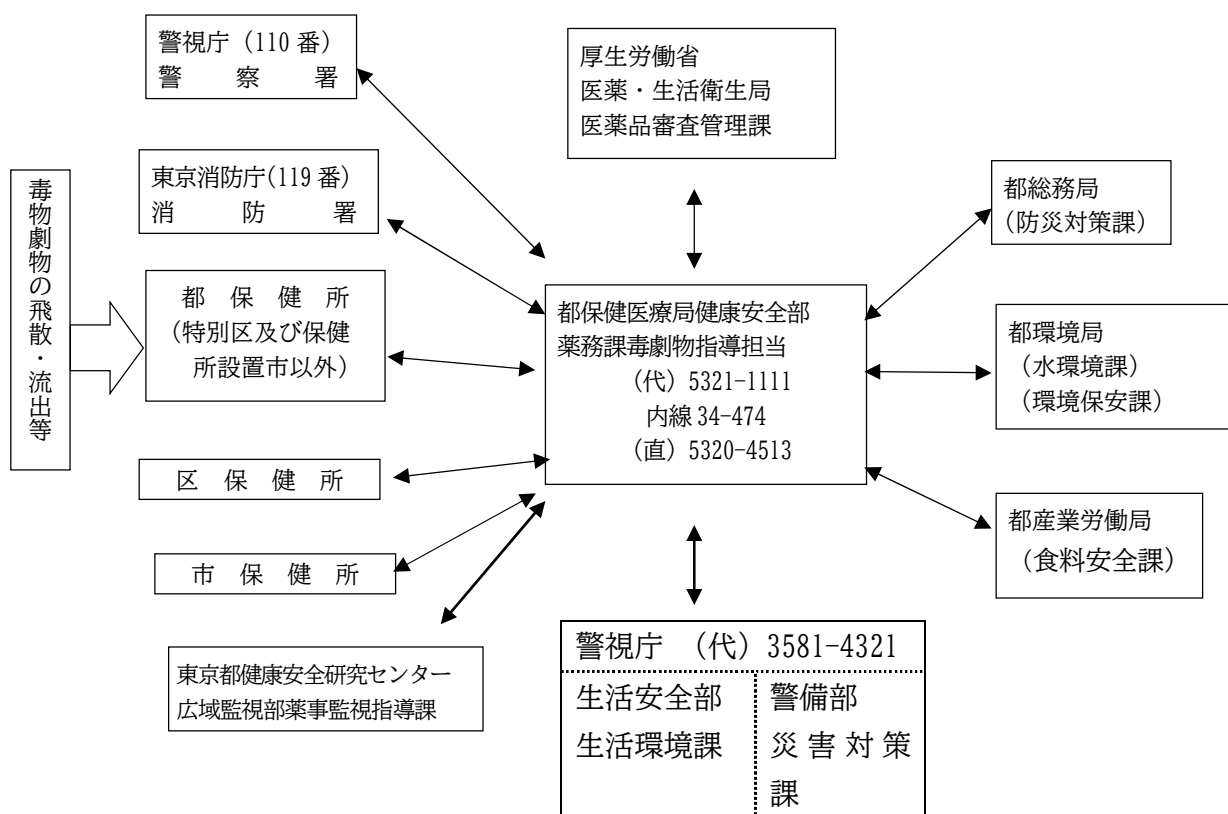 毒物劇物の飛散・流出等
警視庁（110 番）
警察署
東京消防庁(119 番)
消防署
都保健所
（特別区及び保健
所設置市以外）
区保健所
市保健所
東京都健康安全研究センター
広域監視部薬事監視指導課
厚生労働省
医薬・生活衛生局
医薬品審査管理課
都保健医療局健康安全部
薬務課毒劇物指導担当
（代）5321-1111
内線 34-474
（直）5320-4513
警視庁　（代）3581-4321
生活安全部
生活環境課
警備部
災害対策
課
都総務局
（防災対策課）
都環境局
（水環境課）
（環境保安課）
都産業労働局
（食料安全課）